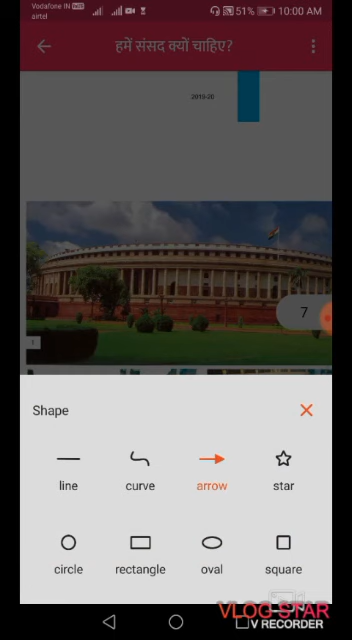 Vodafone IN
airtel
51% 10:00 AM
हमें संसद क्यों चाहिए?
2019-20
7
Shape
line curve arrow star
circle rectangle oval square
VLOG STAR
V RECORDER